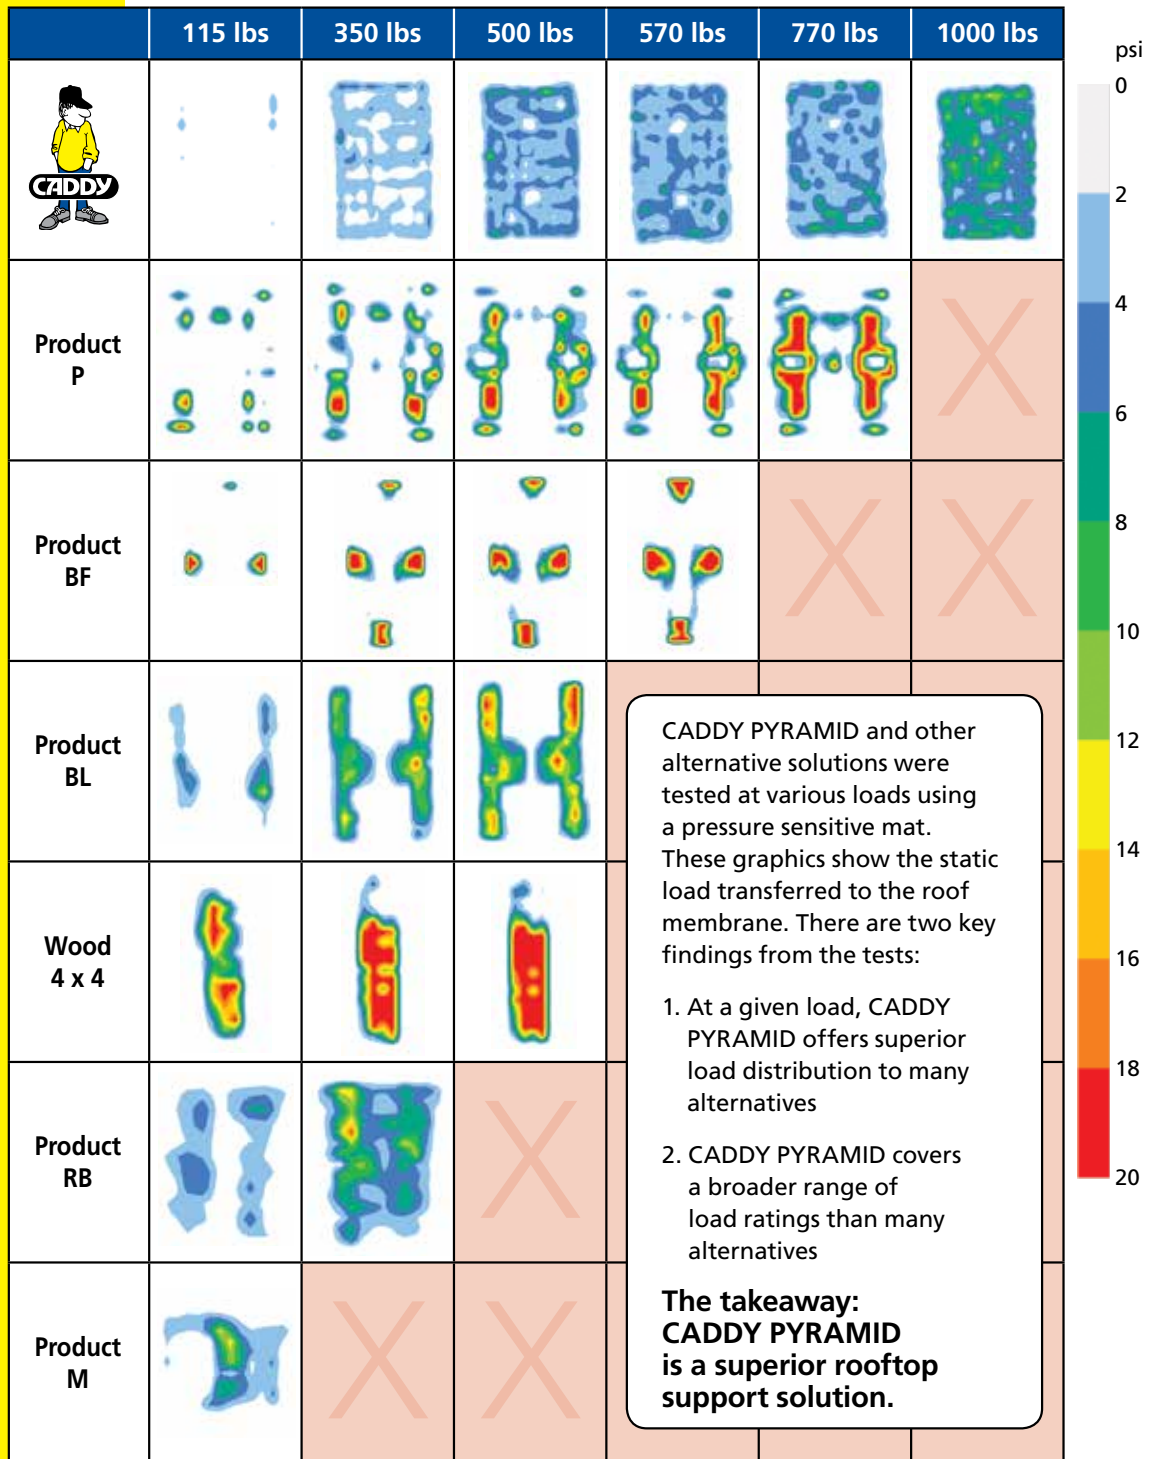 115 lbs 350 lbs 500 lbs 570 lbs 770 lbs 1000 lbs
psi
0
2
4
6
8
10
12
14
16
18
20
CADDY
Product
P
X
Product
BF
X X
Product
BL
Wood
4 x 4
Product
RB
X
Product
M
X X
CADDY PYRAMID and other
alternative solutions were
tested at various loads using
a pressure sensitive mat.
These graphics show the static
load transferred to the roof
membrane. There are two key
findings from the tests:
1. At a given load, CADDY
PYRAMID offers superior
load distribution to many
alternatives
2. CADDY PYRAMID covers
a broader range of
load ratings than many
alternatives
The takeaway:
CADDY PYRAMID
is a superior rooftop
support solution.